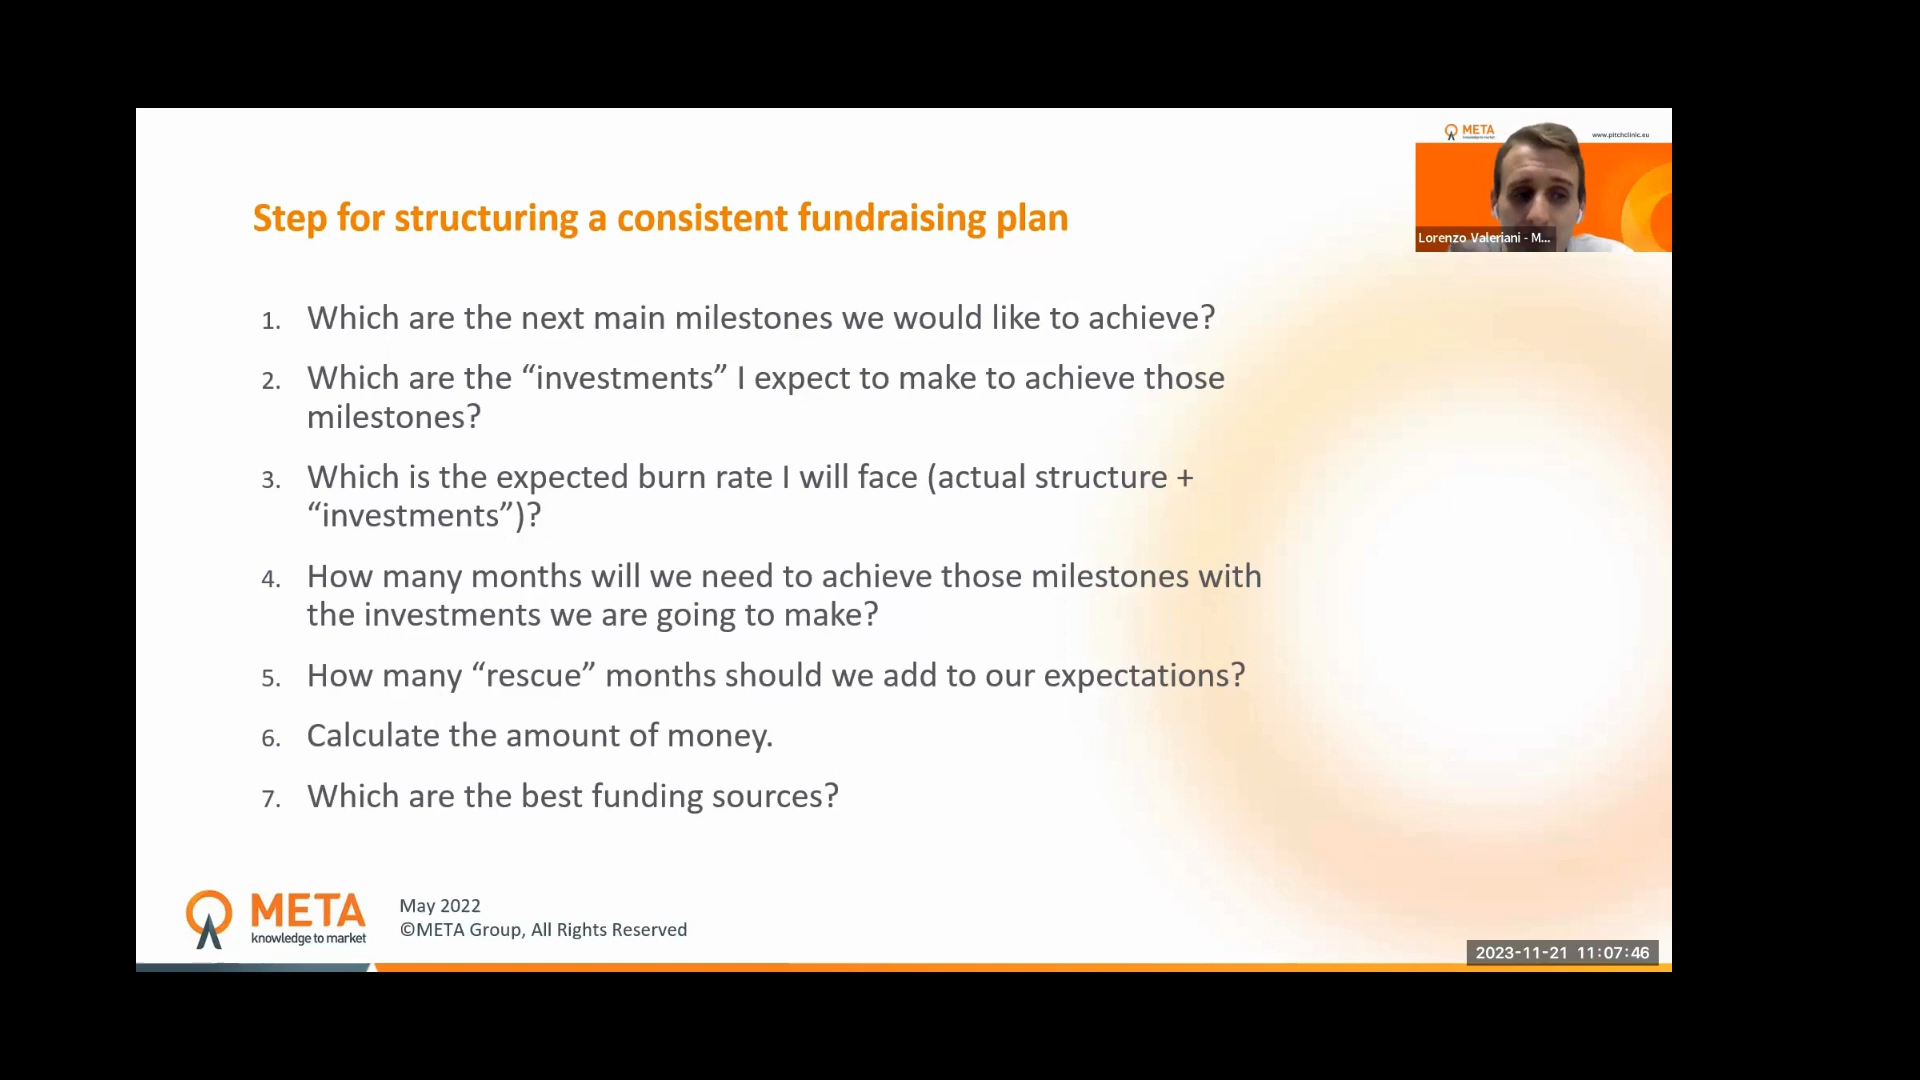 META
knowledge to market
www.pitchclinic.eu
Lorenzo Valeriani - M...
Step for structuring a consistent fundraising plan
1. Which are the next main milestones we would like to achieve?
2. Which are the “investments” I expect to make to achieve those
milestones?
3. Which is the expected burn rate I will face (actual structure +
“investments”)?
4. How many months will we need to achieve those milestones with
the investments we are going to make?
5. How many “rescue” months should we add to our expectations?
6. Calculate the amount of money.
7. Which are the best funding sources?
META
knowledge to market
May 2022
©META Group, All Rights Reserved
2023-11-21 11:07:46